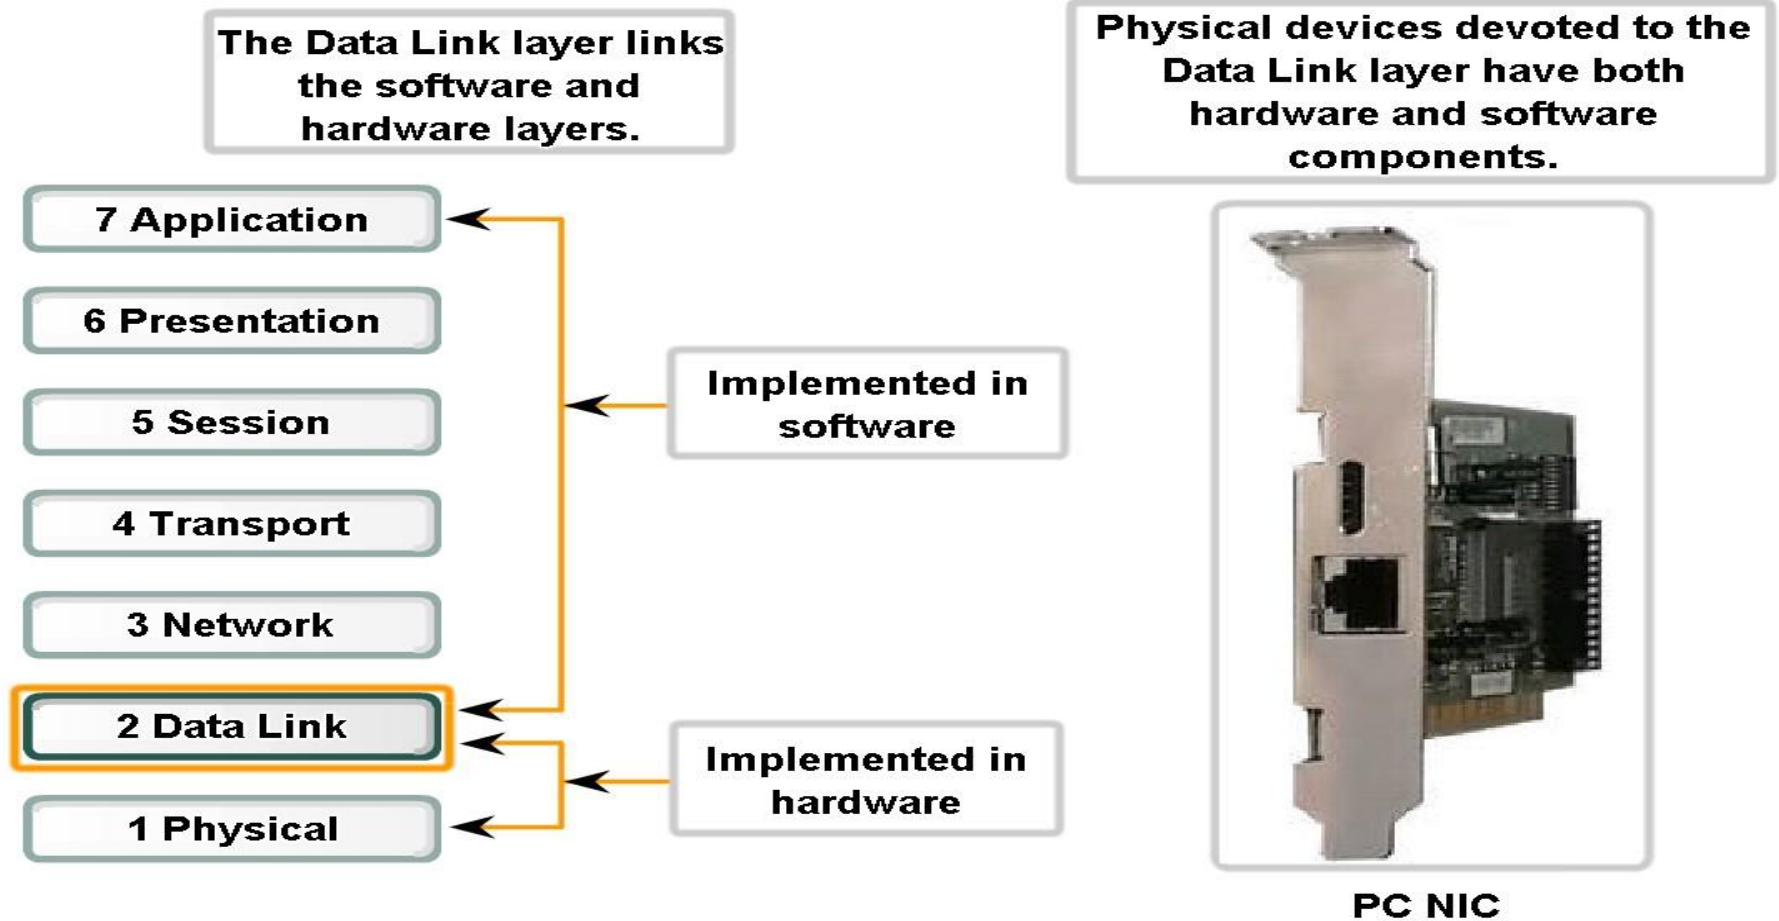 The Data Link layer links
the software and
hardware layers.
Physical devices devoted to the
Data Link layer have both
hardware and software
components.
7 Application
6 Presentation
5 Session
4 Transport
3 Network
2 Data Link
1 Physical
Implemented in
software
Implemented in
hardware
PC NIC